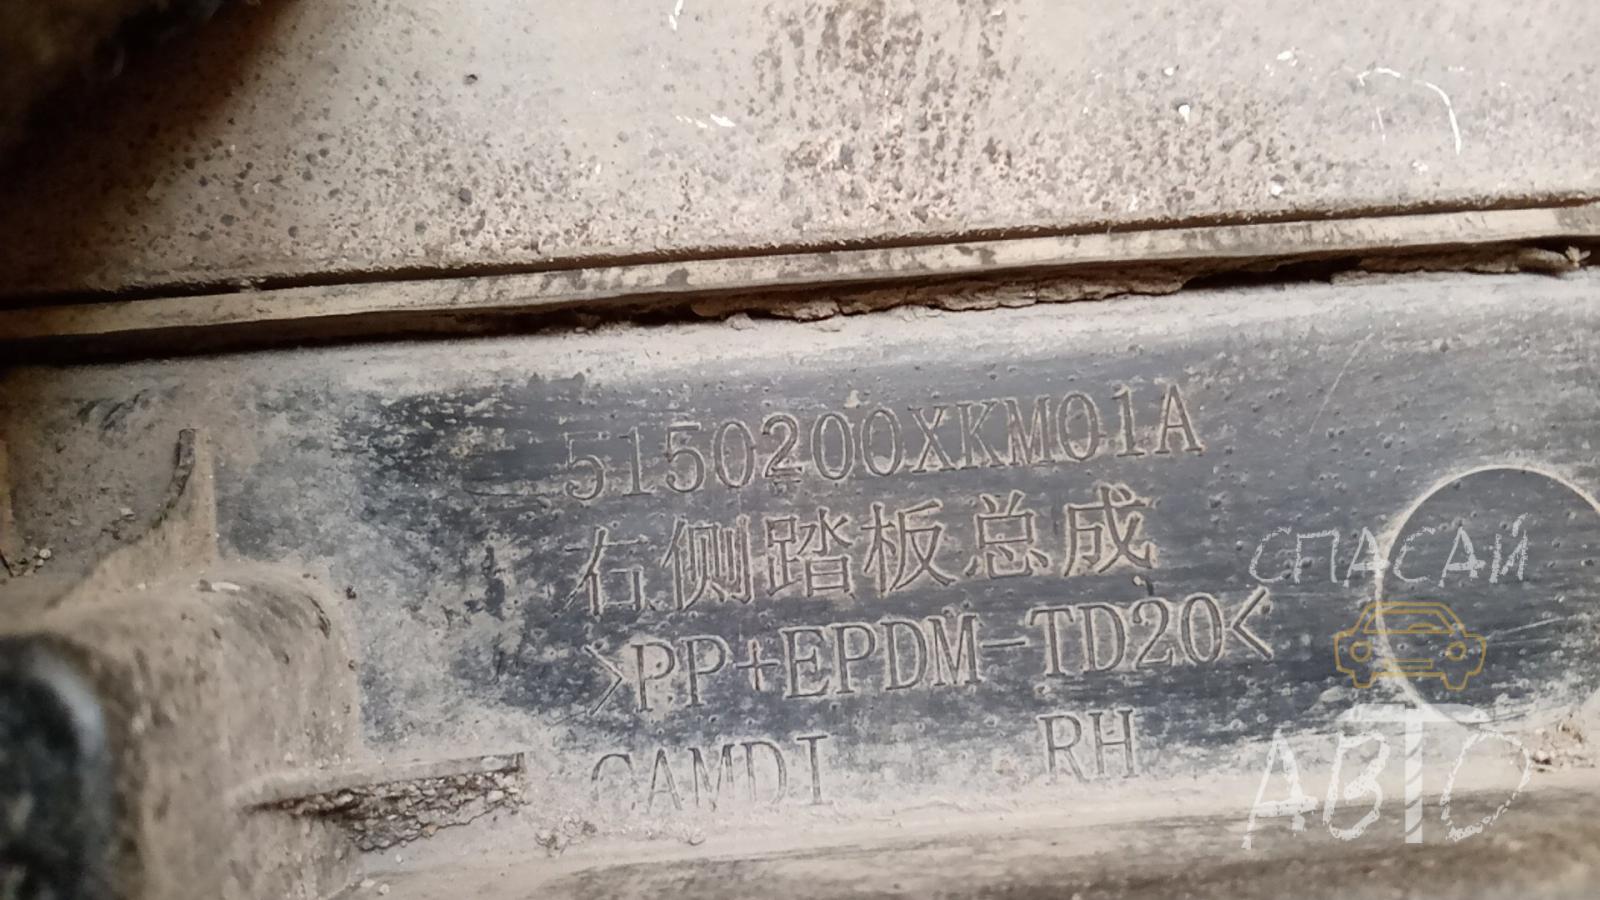 5150200XKM01A
右侧踏板总成
>PP+EPDM-TD20<
CAMDI RH
СПАСАЙ
АВТО